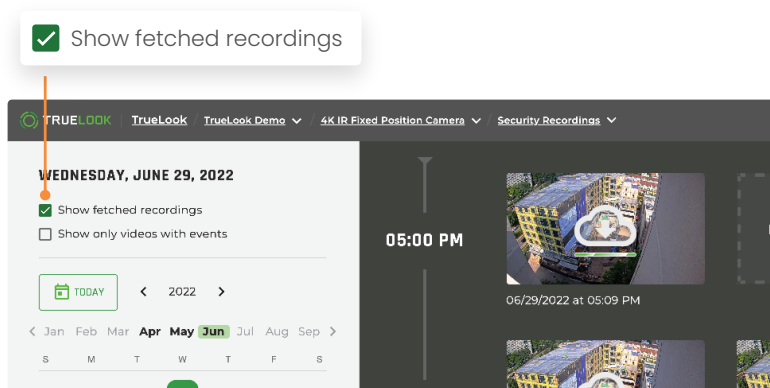 Show fetched recordings
TRUELOOK TrueLook / TrueLook Demo / 4K IR Fixed Position Camera / Security Recordings
WEDNESDAY, JUNE 29, 2022
Show fetched recordings
Show only videos with events
TODAY
2022
Jan Feb Mar Apr May Jun Jul Aug Sep
S M T W T F S
05:00 PM
06/29/2022 at 05:09 PM